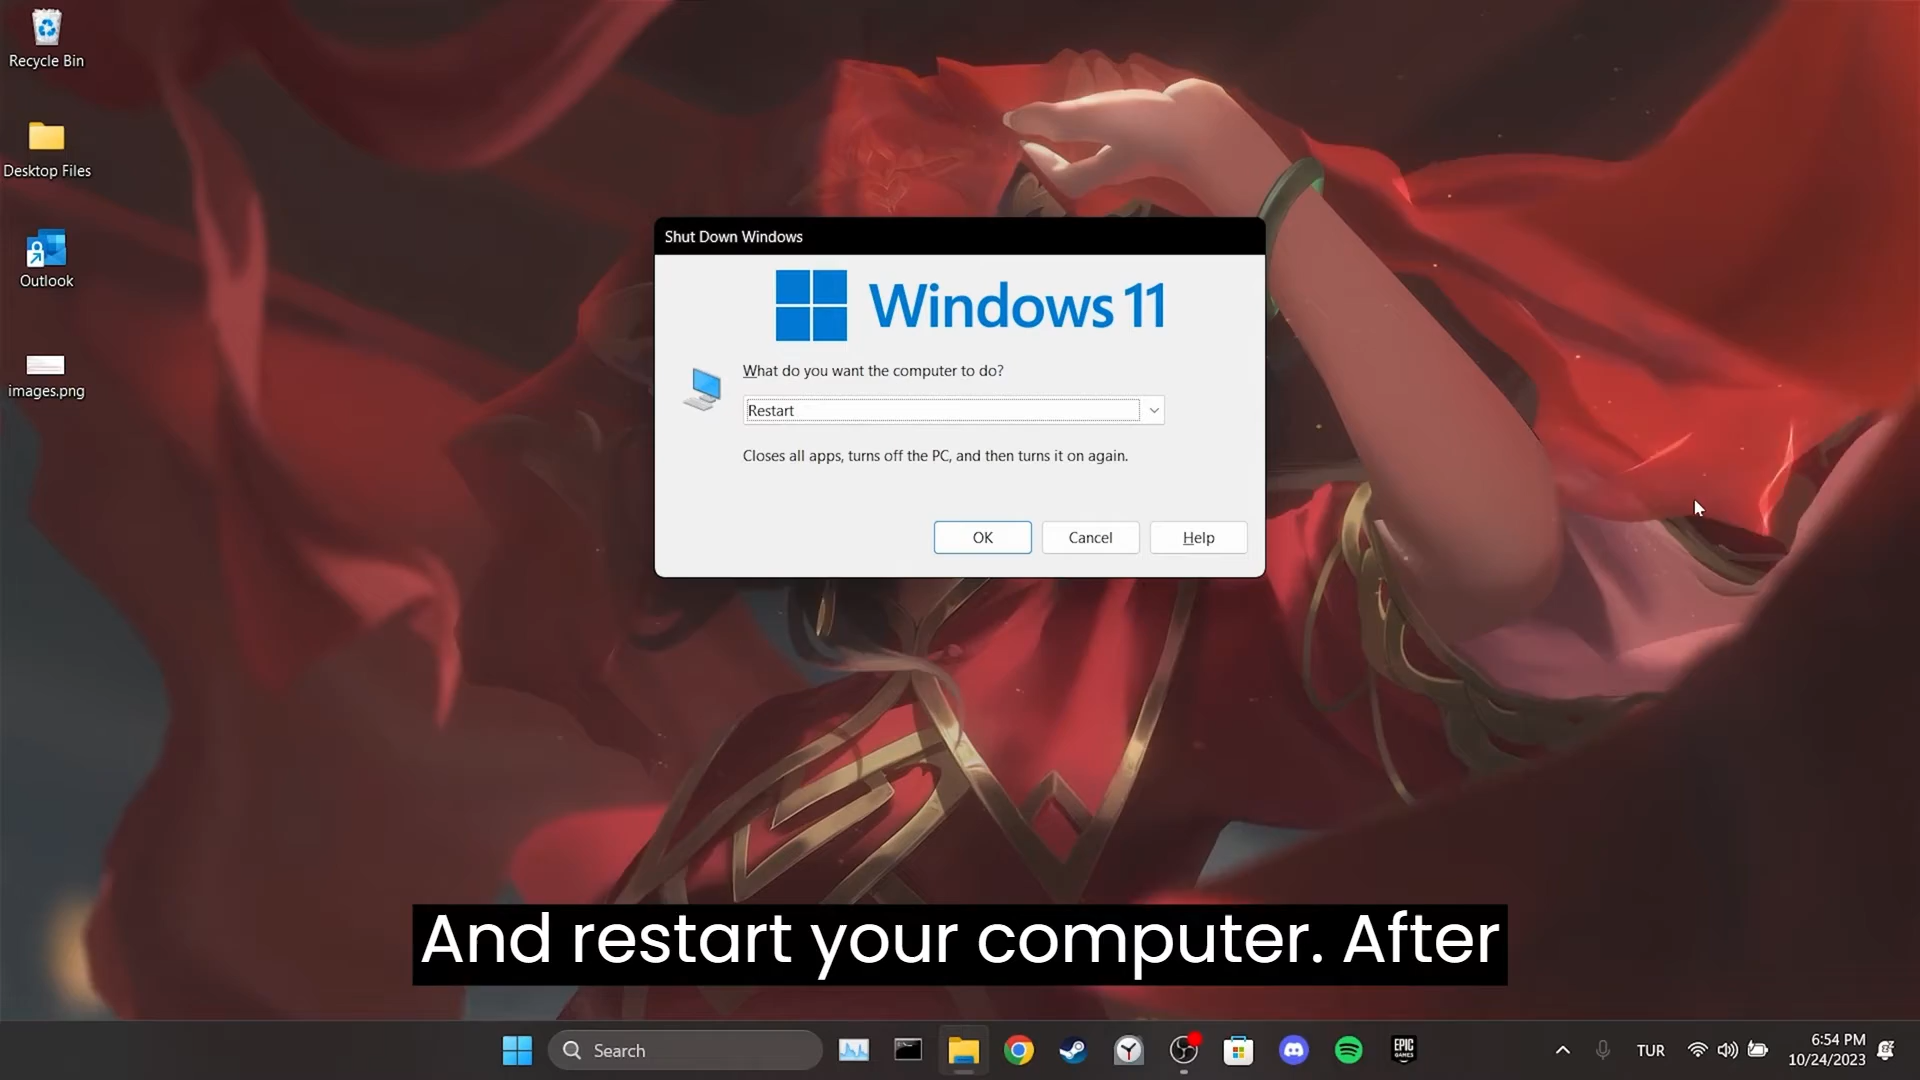 Recycle Bin
Desktop Files
Outlook
images.png
Shut Down Windows
Windows 11
What do you want the computer to do?
Restart
Closes all apps, turns off the PC, and then turns it on again.
OK
Cancel
Help
And restart your computer. After
Search
EPIC
GAMES
TUR
6:54 PM
10/24/2023